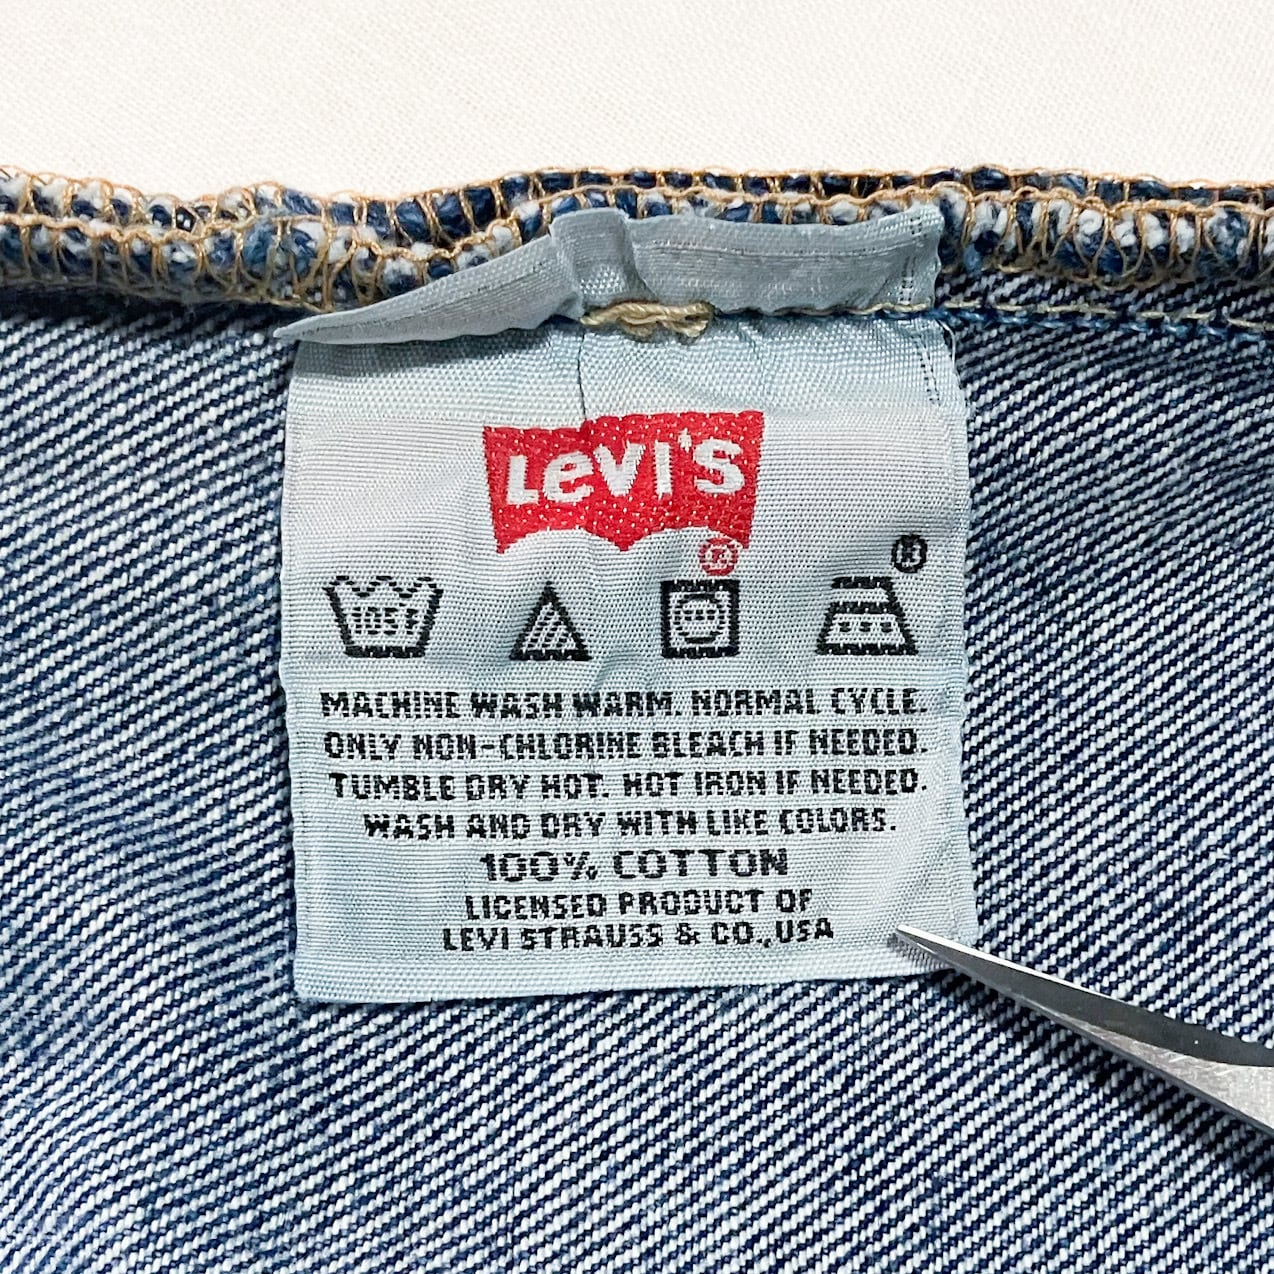 Levi's
®
®
105F
MACHINE WASH WARM. NORMAL CYCLE.
ONLY NON-CHLORINE BLEACH IF NEEDED.
TUMBLE DRY HOT. HOT IRON IF NEEDED.
WASH AND DRY WITH LIKE COLORS.
100% COTTON
LICENSED PRODUCT OF
LEVI STRAUSS & CO., USA